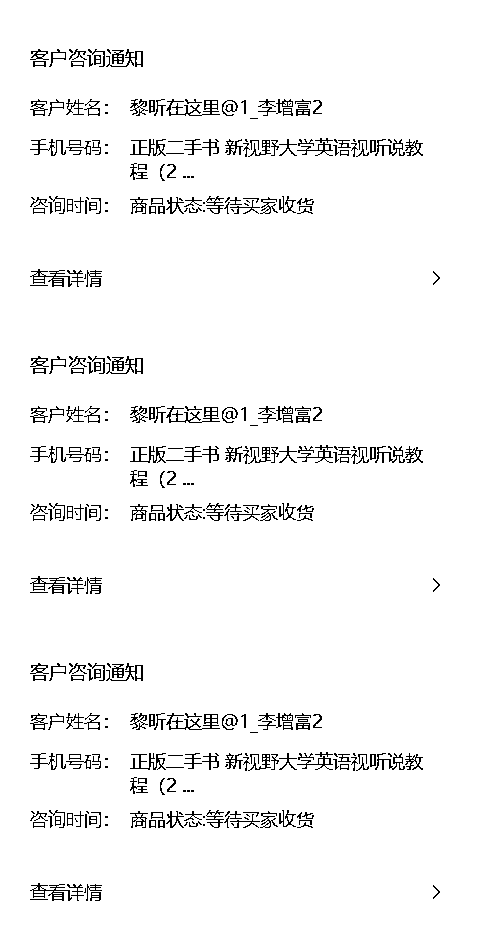 客户咨询通知
客户姓名： 黎昕在这里@1_李增富2
手机号码： 正版二手书 新视野大学英语视听说教
程（2 ...
咨询时间： 商品状态:等待买家收货
查看详情
客户咨询通知
客户姓名： 黎昕在这里@1_李增富2
手机号码： 正版二手书 新视野大学英语视听说教
程（2 ...
咨询时间： 商品状态:等待买家收货
查看详情
客户咨询通知
客户姓名： 黎昕在这里@1_李增富2
手机号码： 正版二手书 新视野大学英语视听说教
程（2 ...
咨询时间： 商品状态:等待买家收货
查看详情